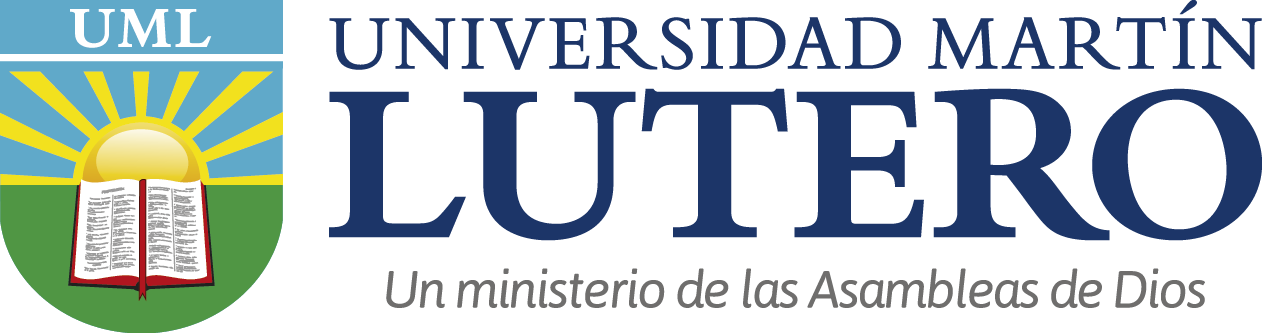 UML
UNIVERSIDAD MARTÍN
LUTERO
Un ministerio de las Asambleas de Dios